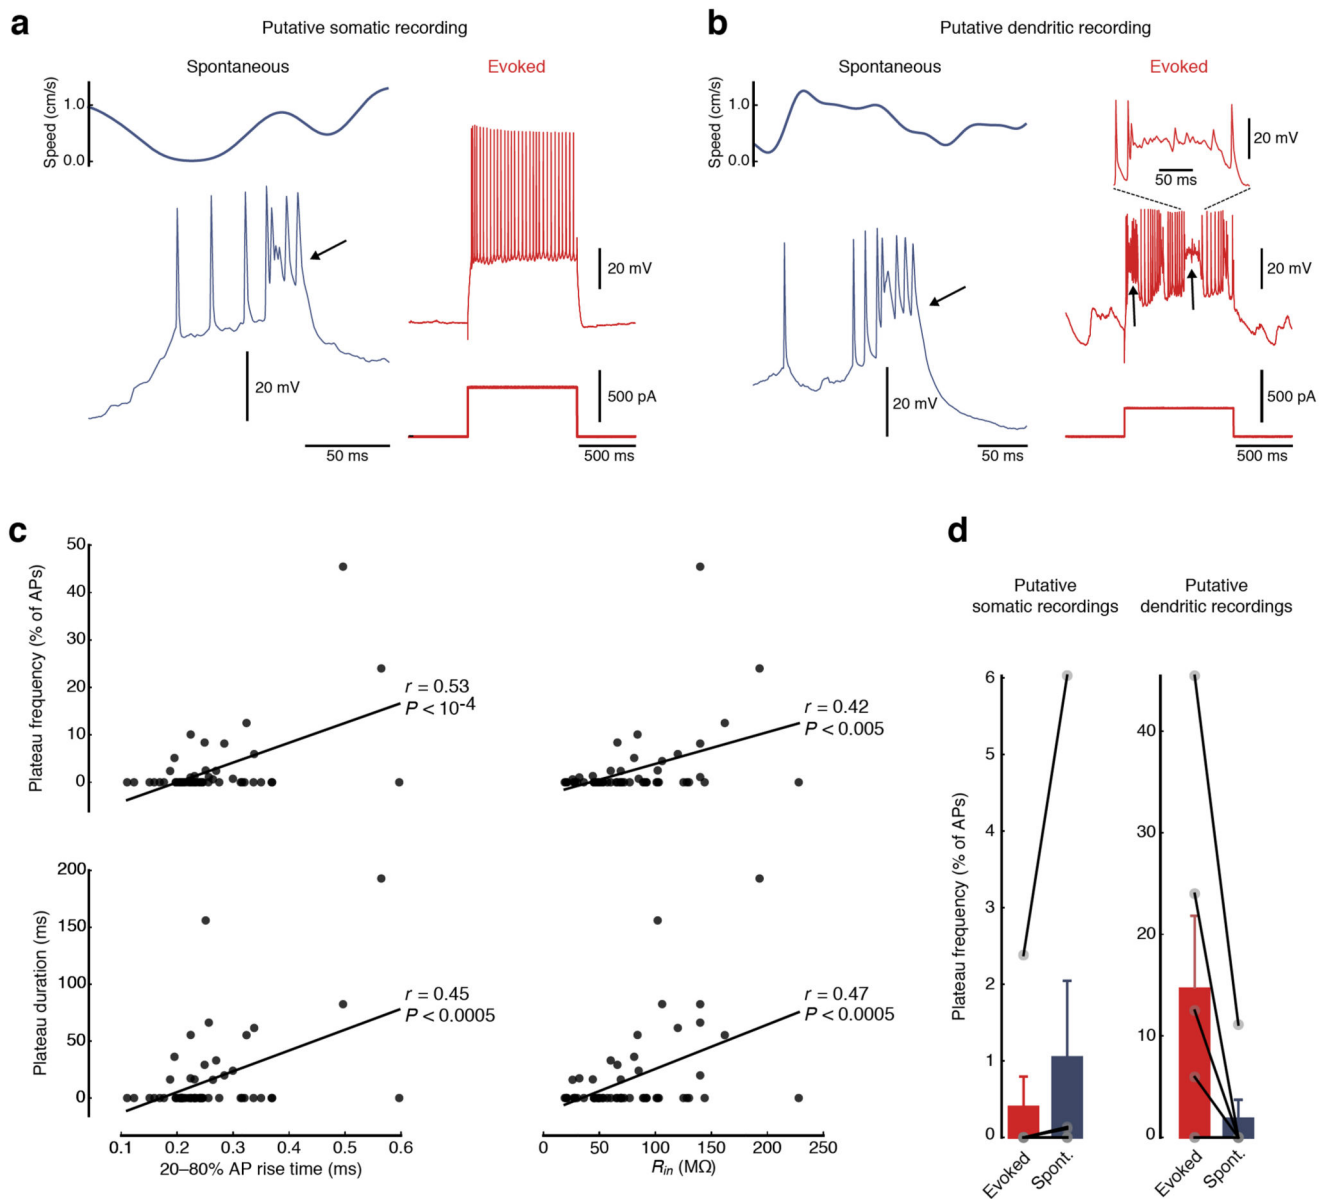 a
Putative somatic recording
Spontaneous
Evoked
Speed (cm/s)
1.0
0.0
20 mV
50 ms
20 mV
500 pA
500 ms
b
Putative dendritic recording
Spontaneous
Evoked
Speed (cm/s)
1.0
0.0
20 mV
50 ms
20 mV
50 ms
20 mV
500 pA
500 ms
c
Plateau frequency (% of APs)
50
40
30
20
10
0
r = 0.53
P < 10-4
r = 0.42
P < 0.005
Plateau duration (ms)
200
150
100
50
0
r = 0.45
P < 0.0005
r = 0.47
P < 0.0005
0.1 0.2 0.3 0.4 0.5 0.6
20–80% AP rise time (ms)
0 50 100 150 200 250
Rin (MΩ)
d
Putative
somatic recordings
Putative
dendritic recordings
Plateau frequency (% of APs)
6
5
4
3
2
1
0
40
30
20
10
0
Evoked
Spont.
Evoked
Spont.